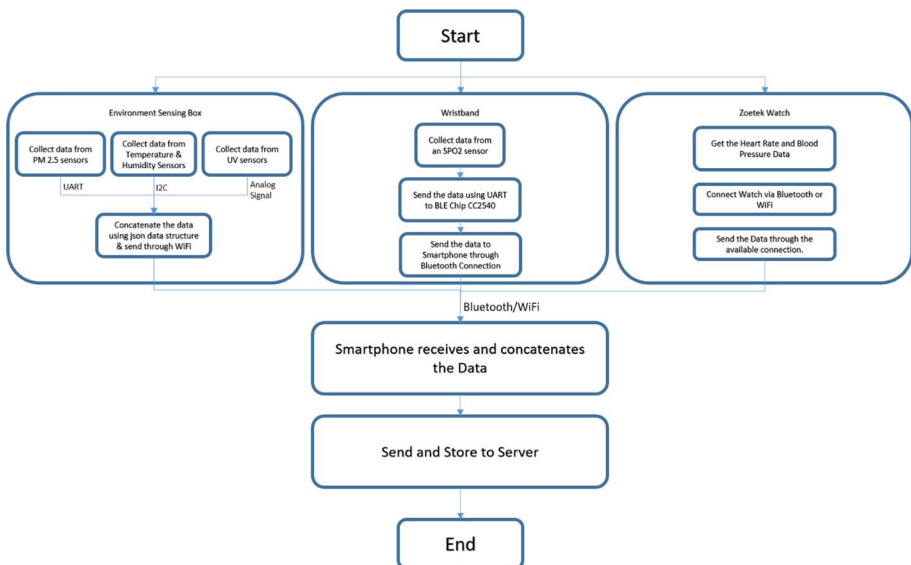 Start
Environment Sensing Box
Collect data from
PM 2.5 sensors
Collect data from
Temperature &
Humidity Sensors
Collect data from
UV sensors
UART
I2C
Analog
Signal
Concatenate the data
using json data structure
& send through WiFi
Wristband
Collect data from
an SPO2 sensor
Send the data using UART
to BLE Chip CC2540
Send the data to
Smartphone through
Bluetooth Connection
Zoetek Watch
Get the Heart Rate and Blood
Pressure Data
Connect Watch via Bluetooth or
WiFi
Send the Data through the
available connection.
Bluetooth/WiFi
Smartphone receives and concatenates
the Data
Send and Store to Server
End